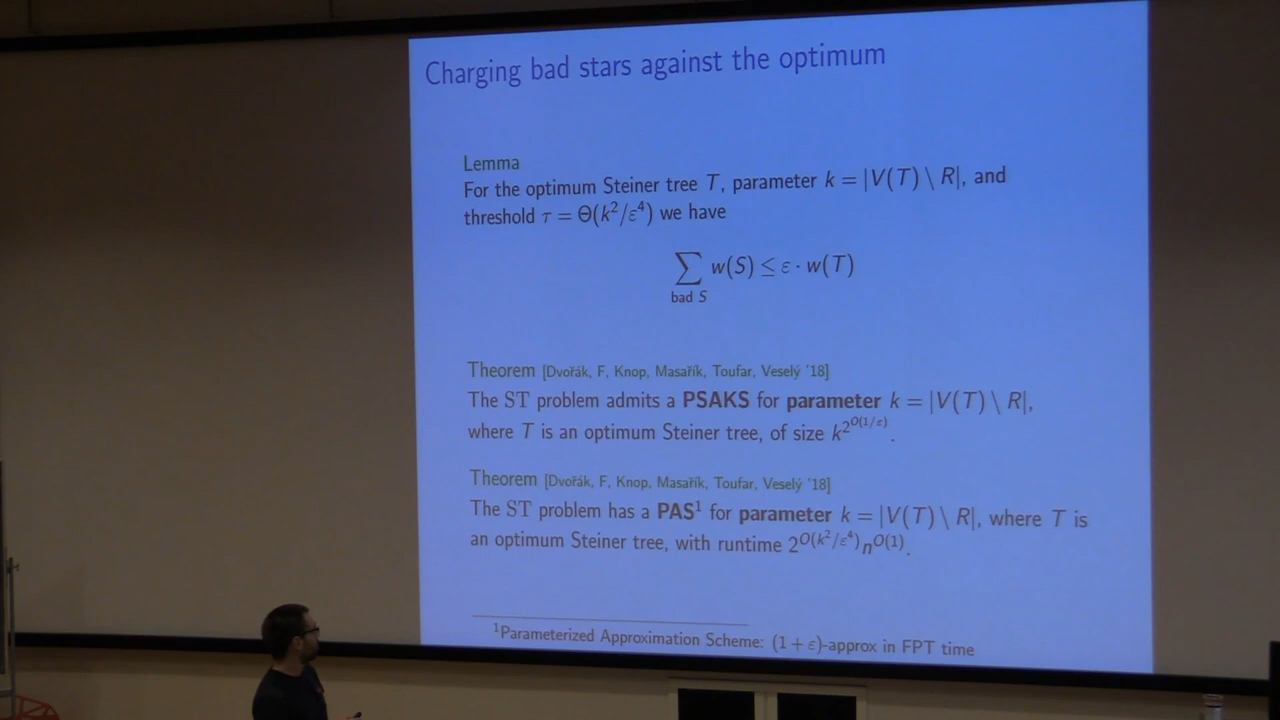 Charging bad stars against the optimum
Lemma
For the optimum Steiner tree T, parameter k = |V(T) \ R|, and
threshold τ = Θ(k²/ε⁴) we have
∑ w(S) ≤ ε · w(T)
bad S
Theorem [Dvořák, F, Knop, Masařík, Toufar, Veselý '18]
The ST problem admits a PSAKS for parameter k = |V(T) \ R|,
where T is an optimum Steiner tree, of size k^{2^{O(1/ε)}}.
Theorem [Dvořák, F, Knop, Masařík, Toufar, Veselý '18]
The ST problem has a PAS¹ for parameter k = |V(T) \ R|, where T is
an optimum Steiner tree, with runtime 2^{O(k²/ε⁴)} n^{O(1)}.
¹Parameterized Approximation Scheme: (1 + ε)-approx in FPT time